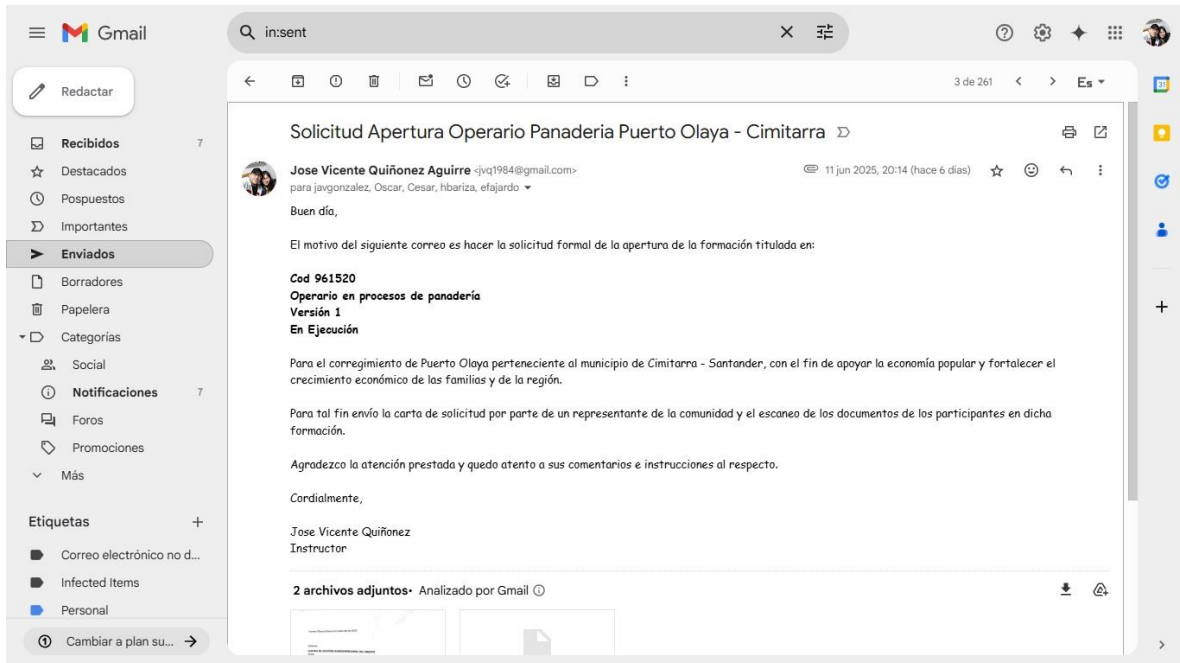 Gmail
in:sent
Redactar
3 de 261
Es
Recibidos 7
Destacados
Pospuestos
Importantes
Enviados
Borradores
Papelera
Categorías
Social
Notificaciones 7
Foros
Promociones
Más
Etiquetas
Correo electrónico no d...
Infected Items
Personal
Cambiar a plan su...
Solicitud Apertura Operario Panaderia Puerto Olaya - Cimitarra
Jose Vicente Quiñonez Aguirre <jvq1984@gmail.com>
11 jun 2025, 20:14 (hace 6 días)
para javgonzalez, Oscar, Cesar, hbariza, efajardo
Buen día,
El motivo del siguiente correo es hacer la solicitud formal de la apertura de la formación titulada en:
Cod 961520
Operario en procesos de panadería
Versión 1
En Ejecución
Para el corregimiento de Puerto Olaya perteneciente al municipio de Cimitarra - Santander, con el fin de apoyar la economía popular y fortalecer el
crecimiento económico de las familias y de la región.
Para tal fin envío la carta de solicitud por parte de un representante de la comunidad y el escaneo de los documentos de los participantes en dicha
formación.
Agradezco la atención prestada y quedo atento a sus comentarios e instrucciones al respecto.
Cordialmente,
Jose Vicente Quiñonez
Instructor
2 archivos adjuntos• Analizado por Gmail
31